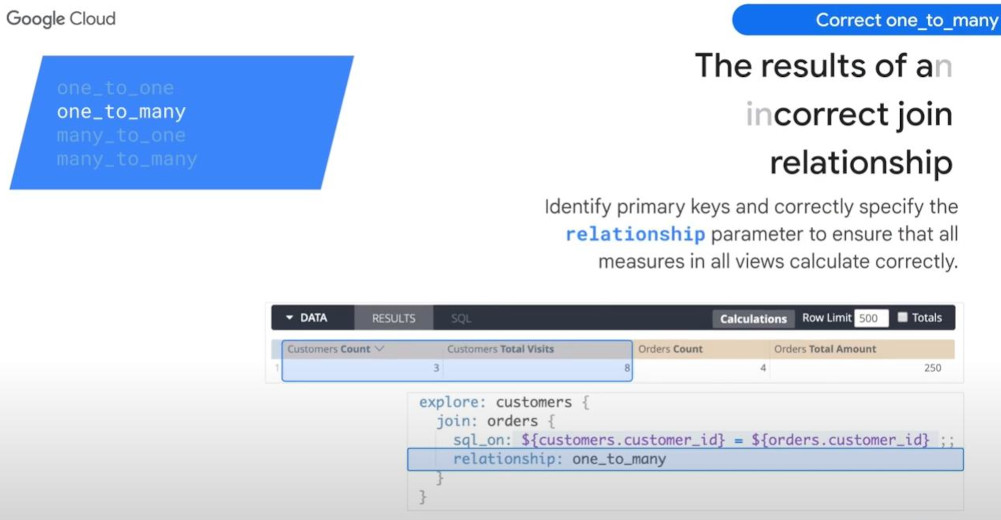 Google Cloud
Correct one_to_many
one_to_one
one_to_many
many_to_one
many_to_many
The results of an
incorrect join
relationship
Identify primary keys and correctly specify the
relationship parameter to ensure that all
measures in all views calculate correctly.
DATA RESULTS SQL Calculations Row Limit 500 Totals
Customers Count Customers Total Visits Orders Count Orders Total Amount
1 3 8 4 250
explore: customers {
join: orders {
sql_on: ${customers.customer_id} = ${orders.customer_id} ;;
relationship: one_to_many
}
}